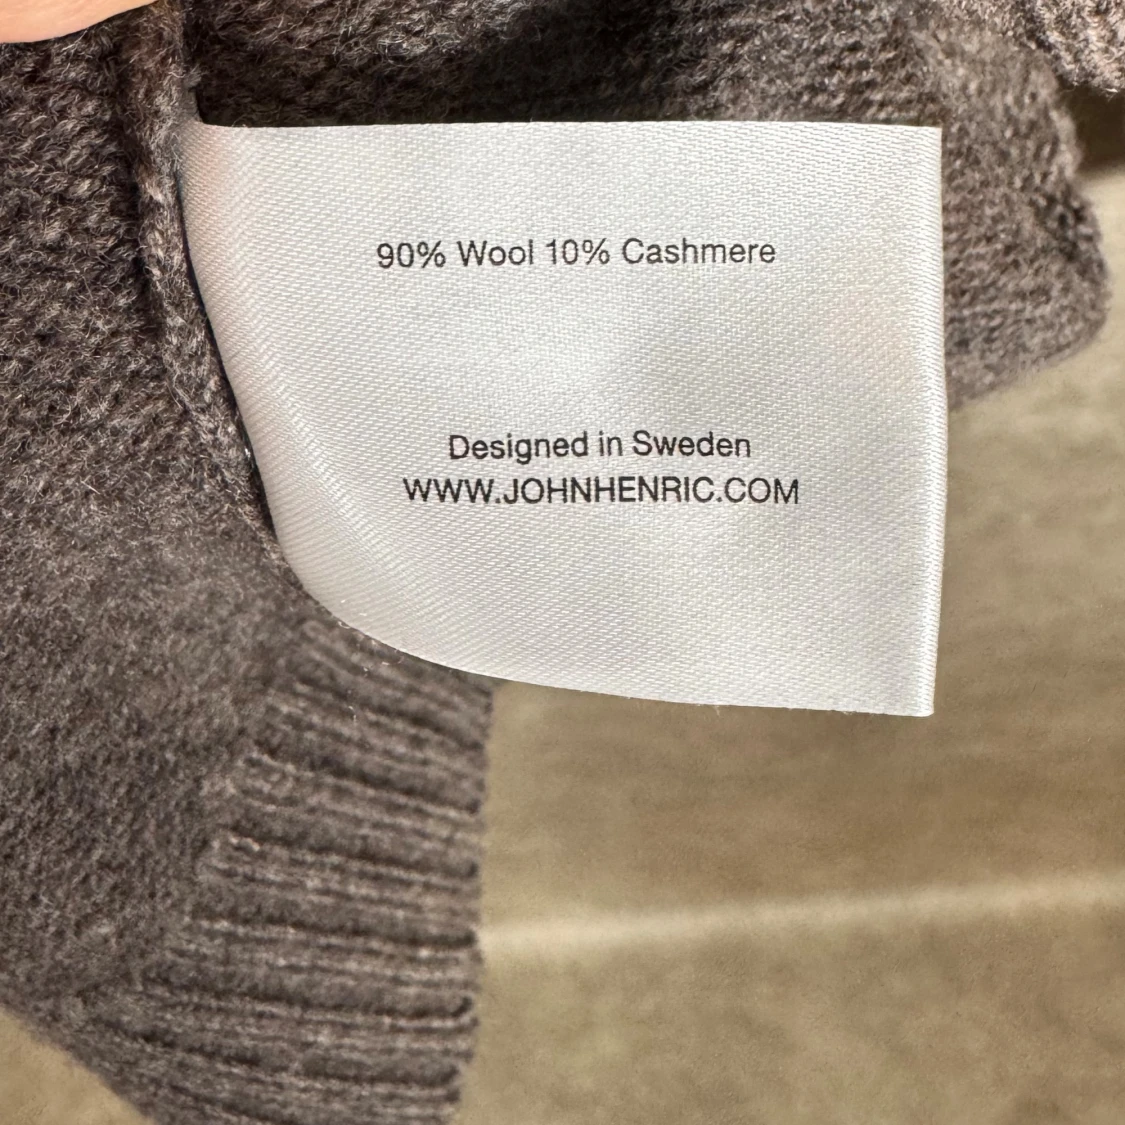 90% Wool 10% Cashmere
Designed in Sweden
WWW.JOHNHENRIC.COM